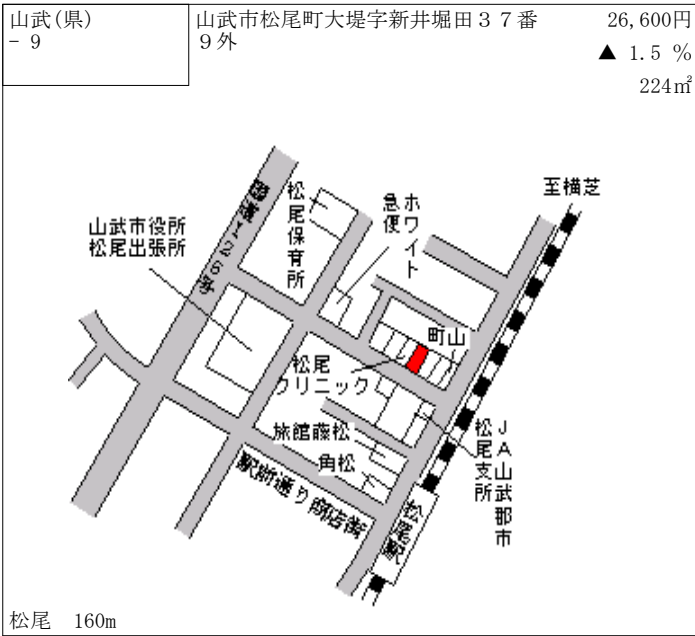 山武(県)
- 9
山武市松尾町大堤字新井堀田３７番
９外
26,600円
▲ 1.5 %
224㎡
至横芝
国道126号
松尾保育所
ホワイト
急便
山武市役所
松尾出張所
町山
松尾
クリニック
旅館藤松
角松
ＪＡ山武郡市
松尾支所
駅前通り商店街
松尾駅
松尾　160m